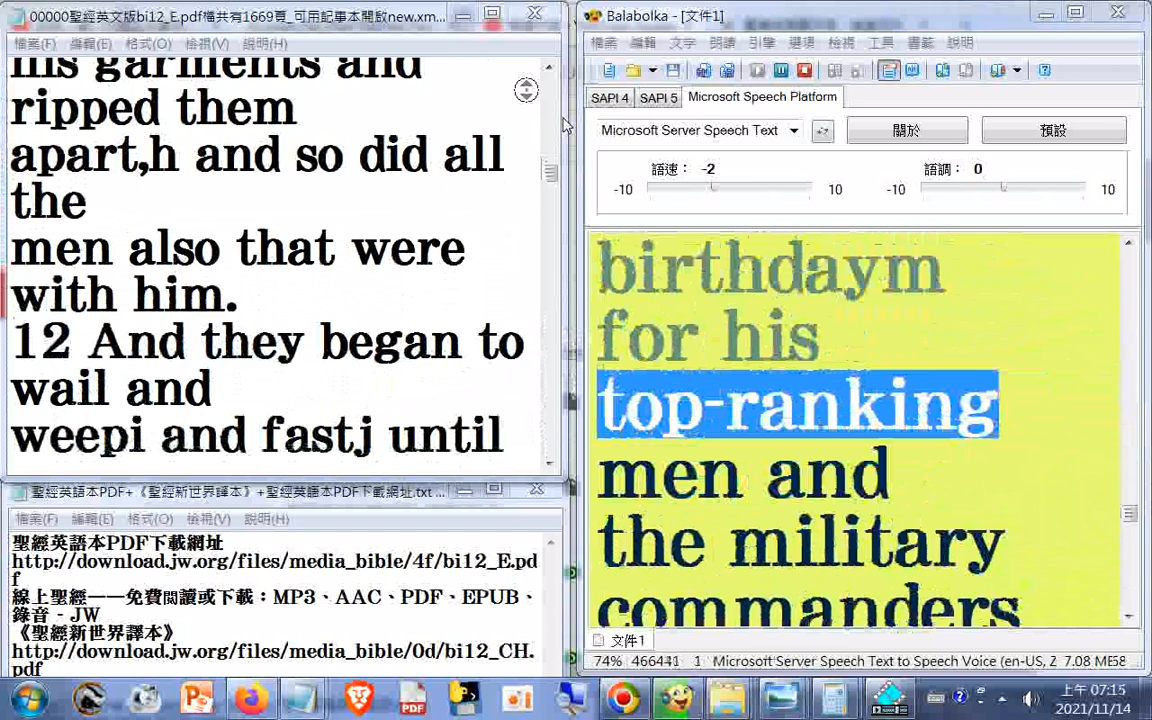 00000聖經英文版bi12_E.pdf檔共有1669頁_可用記事本開啟new.xm...
檔案(F) 編輯(E) 格式(O) 檢視(V) 說明(H)
his garments and
ripped them
apart,h and so did all
the
men also that were
with him.
12 And they began to
wail and
weepi and fastj until
聖經英語本PDF+《聖經新世界譯本》+聖經英語本PDF下載網址.txt ...
檔案(F) 編輯(E) 格式(O) 檢視(V) 說明(H)
聖經英語本PDF下載網址
http://download.jw.org/files/media_bible/4f/bi12_E.pd
f
線上聖經——免費閱讀或下載：MP3、AAC、PDF、EPUB、
錄音 - JW
《聖經新世界譯本》
http://download.jw.org/files/media_bible/0d/bi12_CH.
pdf
Balabolka - [文件1]
檔案 編輯 文字 朗讀 引擎 選項 檢視 工具 書籤 說明
SAPI 4 SAPI 5 Microsoft Speech Platform
Microsoft Server Speech Text 關於 預設
語速： -2 語調： 0
-10 10 -10 10
birthdaym
for his
top-ranking
men and
the military
commanders
文件1
74% 466441 1 Microsoft Server Speech Text to Speech Voice (en-US, Z 7.08 ME58
PDF
上午 07:15
2021/11/14